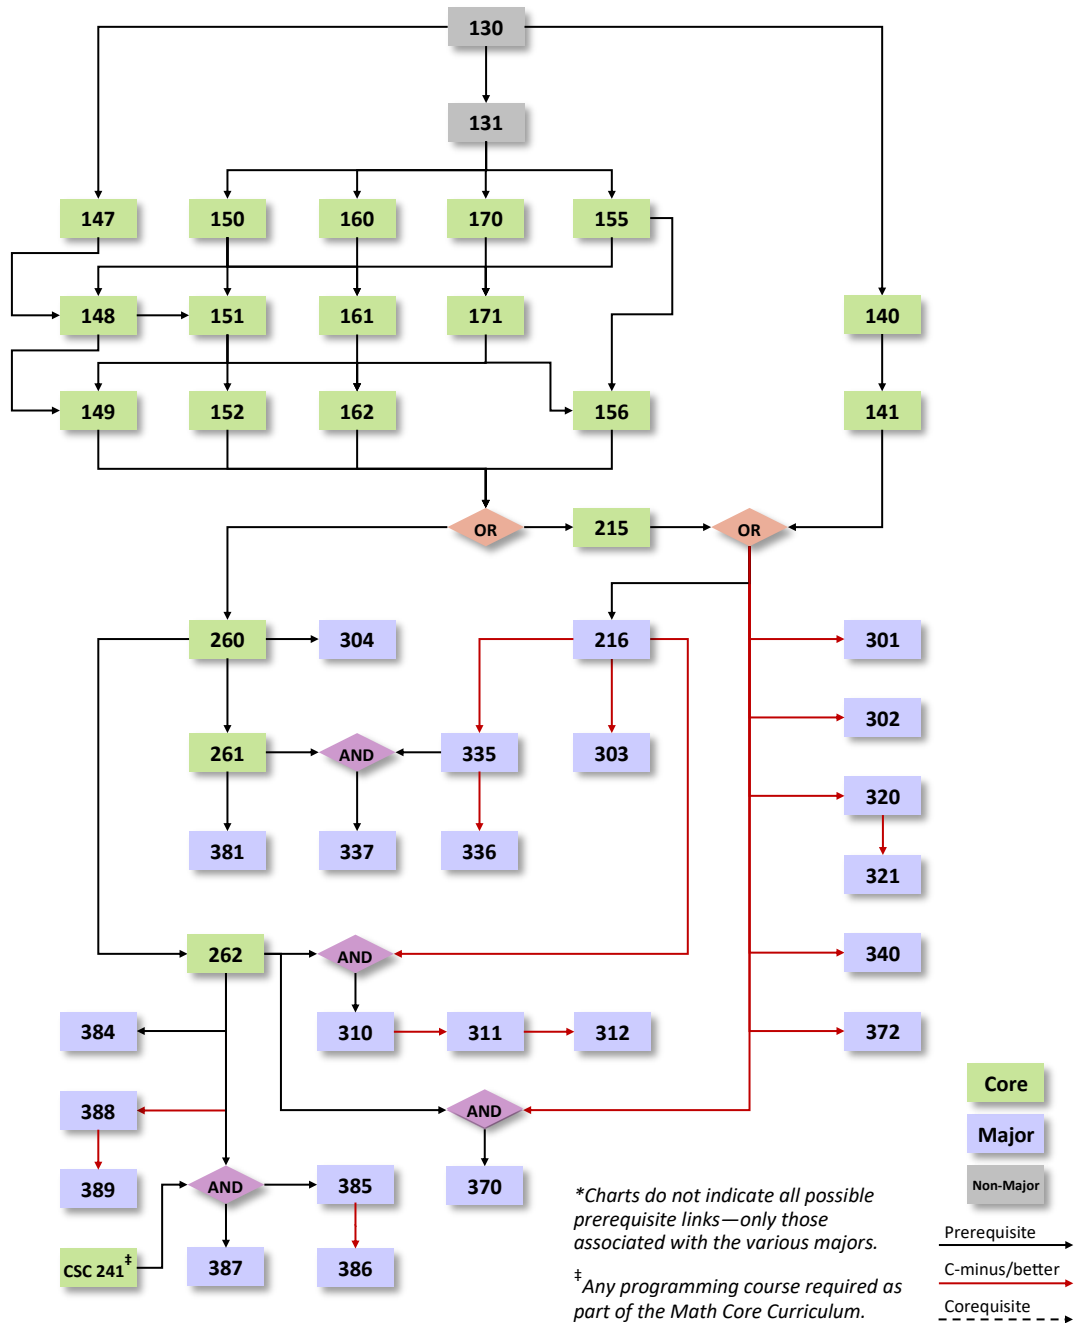 130
131
147
150
160
170
155
148
151
161
171
140
149
152
162
156
141
OR
215
OR
260
304
216
301
302
261
AND
335
303
320
381
337
336
321
262
AND
340
384
310
311
312
372
Core
388
AND
Major
389
AND
385
370
Non-Major
*Charts do not indicate all possible
prerequisite links—only those
associated with the various majors.
Prerequisite
CSC 241‡
387
386
C-minus/better
‡Any programming course required as
part of the Math Core Curriculum.
Corequisite